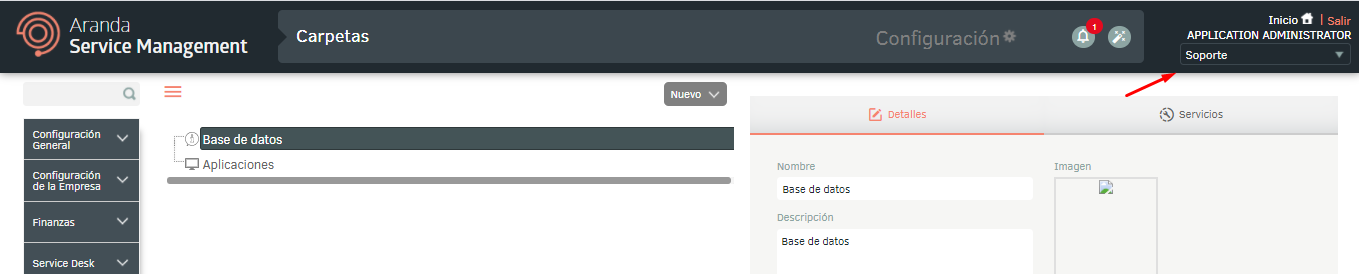 Aranda
Service Management
Carpetas
Configuración
1
Inicio | Salir
APPLICATION ADMINISTRATOR
Soporte
Nuevo
Configuración
General
Configuración
de la Empresa
Finanzas
Service Desk
Base de datos
Aplicaciones
Detalles
Servicios
Nombre
Base de datos
Descripción
Base de datos
Imagen